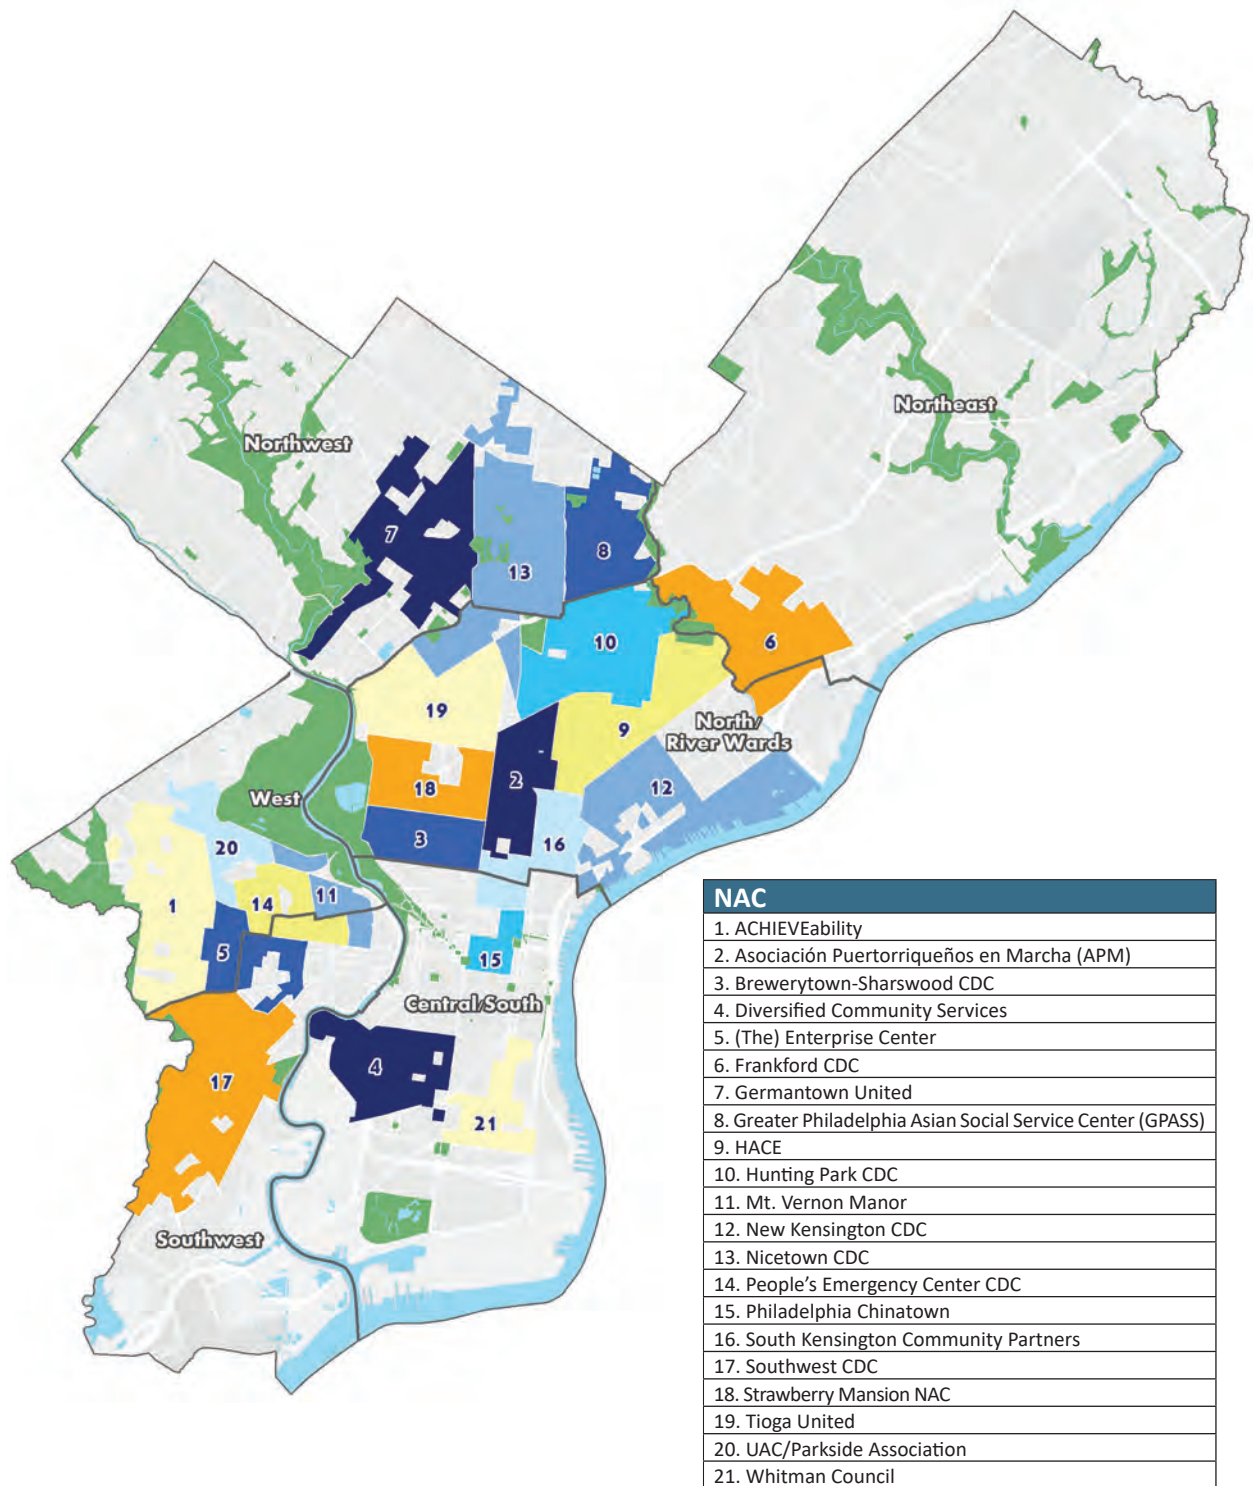 Northeast
Northwest
7
13
8
10
6
19
9
North/
River Wards
2
18
12
West
3
16
20
1
14
11
5
15
Central/South
4
17
21
Southwest
NAC
1. ACHIEVEability
2. Asociación Puertorriqueños en Marcha (APM)
3. Brewerytown-Sharswood CDC
4. Diversified Community Services
5. (The) Enterprise Center
6. Frankford CDC
7. Germantown United
8. Greater Philadelphia Asian Social Service Center (GPASS)
9. HACE
10. Hunting Park CDC
11. Mt. Vernon Manor
12. New Kensington CDC
13. Nicetown CDC
14. People's Emergency Center CDC
15. Philadelphia Chinatown
16. South Kensington Community Partners
17. Southwest CDC
18. Strawberry Mansion NAC
19. Tioga United
20. UAC/Parkside Association
21. Whitman Council